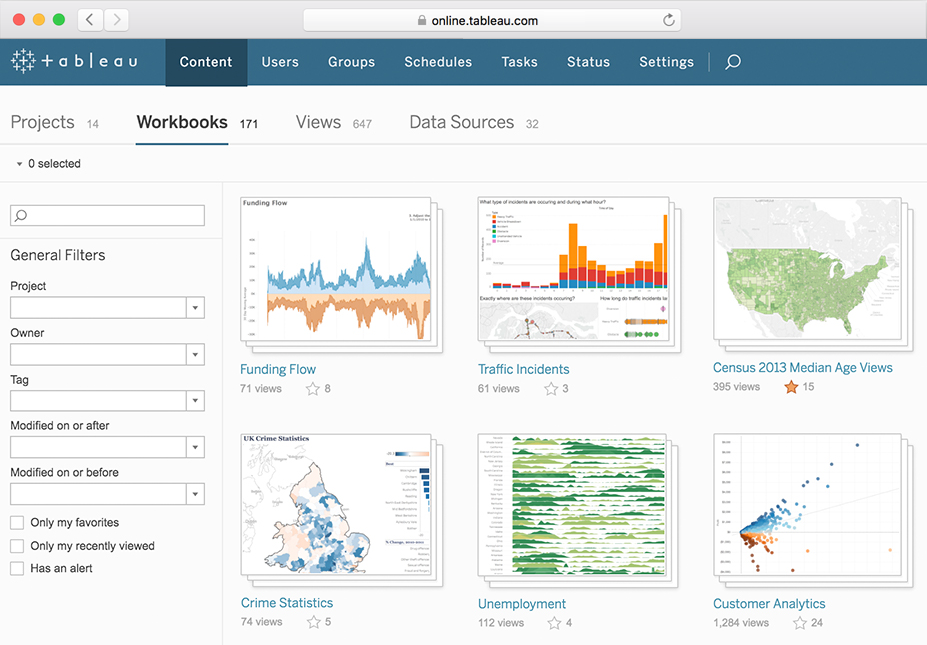 online.tableau.com
+ a b l e a u
Content Users Groups Schedules Tasks Status Settings
Projects 14 Workbooks 171 Views 647 Data Sources 32
0 selected
General Filters
Project
Owner
Tag
Modified on or after
Modified on or before
Only my favorites
Only my recently viewed
Has an alert
Funding Flow
Funding Flow
71 views 8
What type of incidents are occuring and during what hour?
Exactly where are these incidents occuring?
How long do traffic incidents la
Traffic Incidents
61 views 3
Census 2013 Median Age Views
395 views 15
UK Crime Statistics
Crime Statistics
74 views 5
Unemployment
112 views 4
Customer Analytics
1,284 views 24